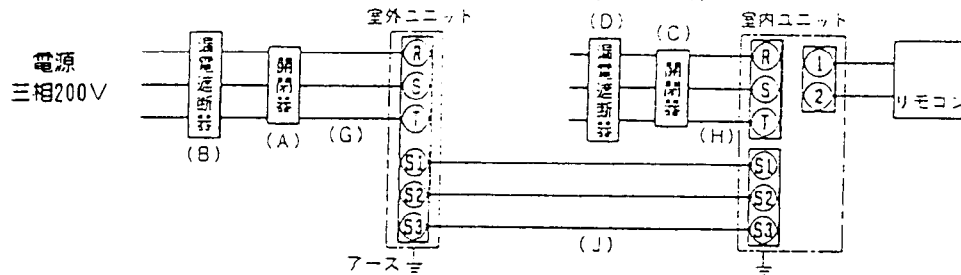 室外ユニット
(D)
(C)
室内ユニット
電源
三相200V
漏電遮断器
開閉器
R
S
T
(B)
(A)
(G)
漏電遮断器
開閉器
R
S
T
(H)
1
2
リモコン
S1
S2
S3
S1
S2
S3
(J)
アース